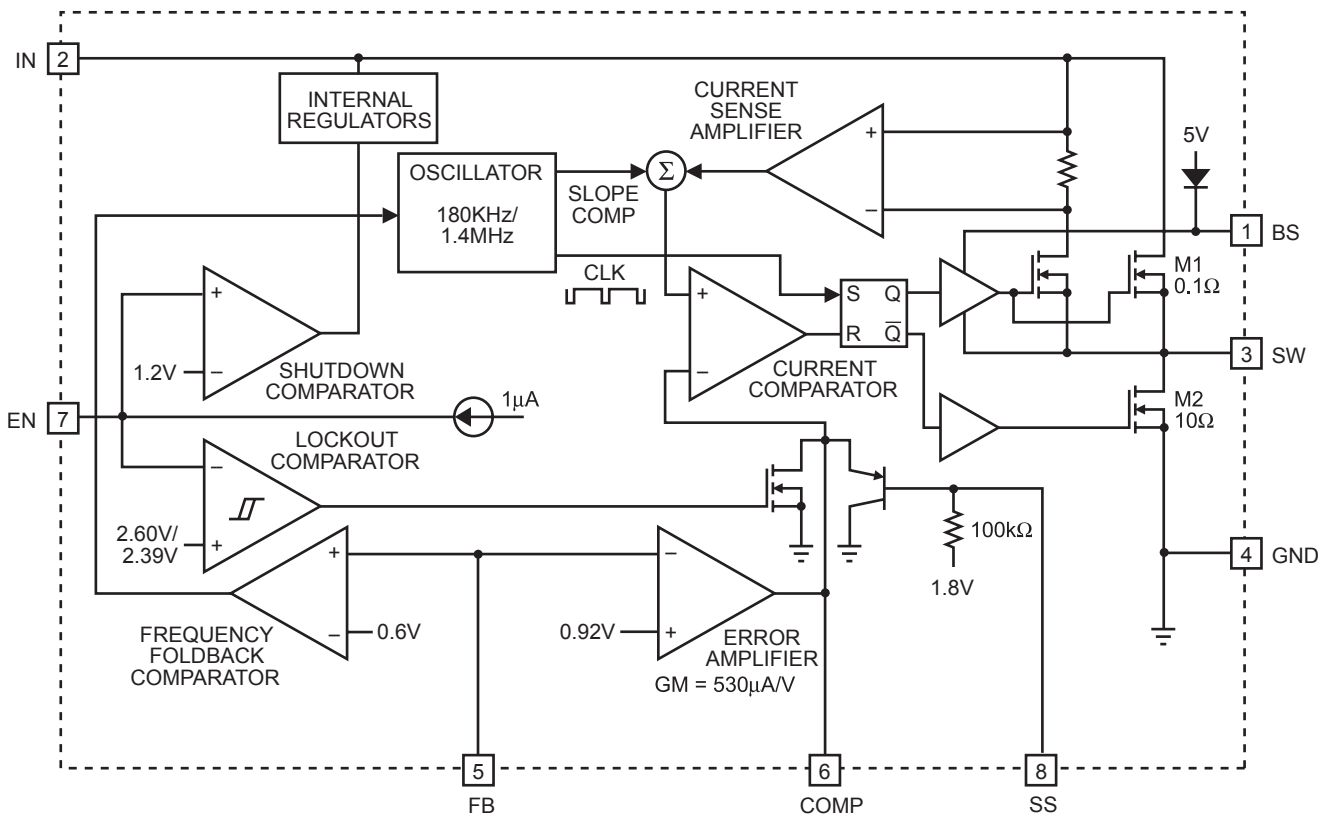 IN
2
INTERNAL
REGULATORS
CURRENT
SENSE
AMPLIFIER
+
−
5V
OSCILLATOR
180KHz/
1.4MHz
SLOPE
COMP
Σ
CLK
1
BS
M1
0.1Ω
+
−
1.2V
SHUTDOWN
COMPARATOR
+
−
CURRENT
COMPARATOR
S
Q
R
Q̅
3
SW
EN
7
1µA
M2
10Ω
LOCKOUT
COMPARATOR
−
+
2.60V/
2.39V
100kΩ
1.8V
4
GND
+
−
0.6V
FREQUENCY
FOLDBACK
COMPARATOR
−
+
0.92V
ERROR
AMPLIFIER
GM = 530µA/V
5
FB
6
COMP
8
SS